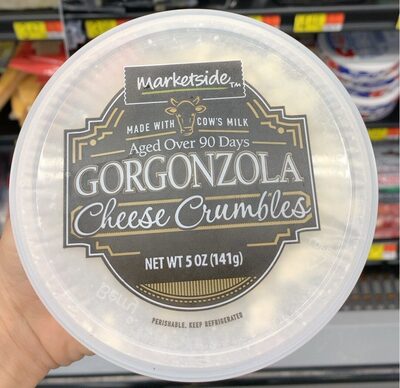 marketside™
MADE WITH COW'S MILK
Aged Over 90 Days
GORGONZOLA
Cheese Crumbles
NET WT 5 OZ (141g)
PERISHABLE. KEEP REFRIGERATED